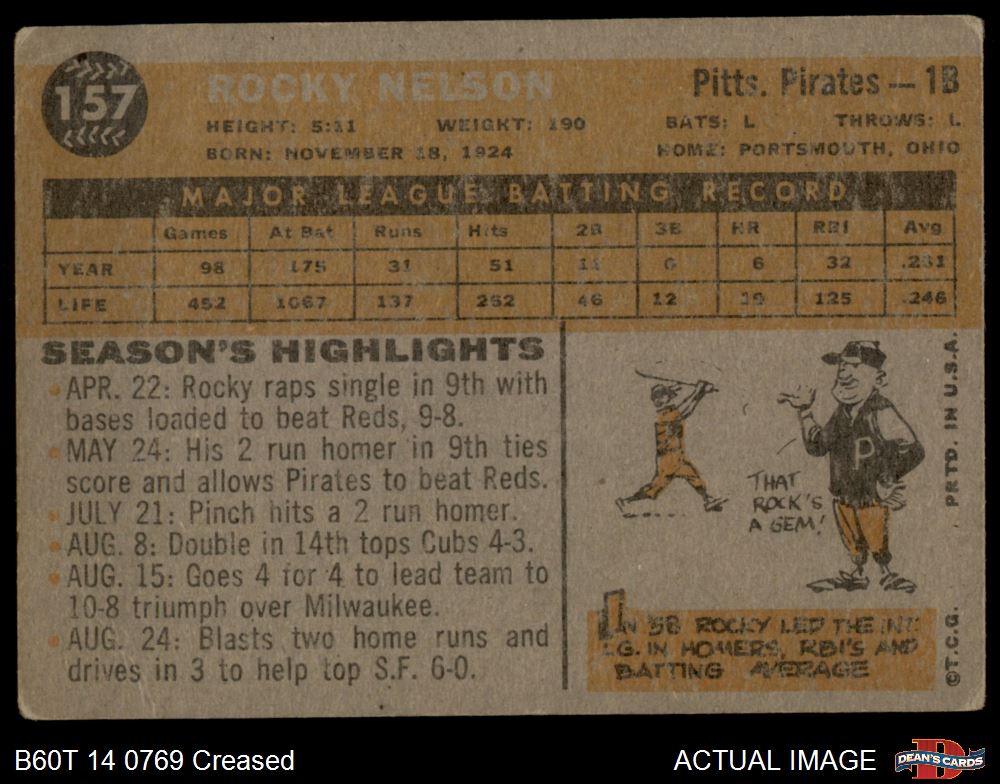 157
ROCKY NELSON
Pitts. Pirates — 1B
HEIGHT: 5:11 WEIGHT: 190 BATS: L THROWS: L
BORN: NOVEMBER 18, 1924 HOME: PORTSMOUTH, OHIO
MAJOR LEAGUE BATTING RECORD
Games At Bat Runs Hits 2B 3B HR RBI Avg
YEAR 98 175 31 51 11 6 32
LIFE 452 1067 137 262 46 12 19 125 .246
SEASON'S HIGHLIGHTS
• APR. 22: Rocky raps single in 9th with
bases loaded to beat Reds, 9-8.
• MAY 24: His 2 run homer in 9th ties
score and allows Pirates to beat Reds.
• JULY 21: Pinch hits a 2 run homer.
• AUG. 8: Double in 14th tops Cubs 4-3.
• AUG. 15: Goes 4 for 4 to lead team to
10-8 triumph over Milwaukee.
• AUG. 24: Blasts two home runs and
drives in 3 to help top S.F. 6-0.
P
THAT
ROCK'S
A GEM!
IN '58 ROCKY LED THE INT.
LG. IN HOMERS, RBI'S AND
BATTING AVERAGE
PRTD. IN U.S.A.
©T.C.G.
B60T 14 0769 Creased
ACTUAL IMAGE
D
DEAN'S CARDS